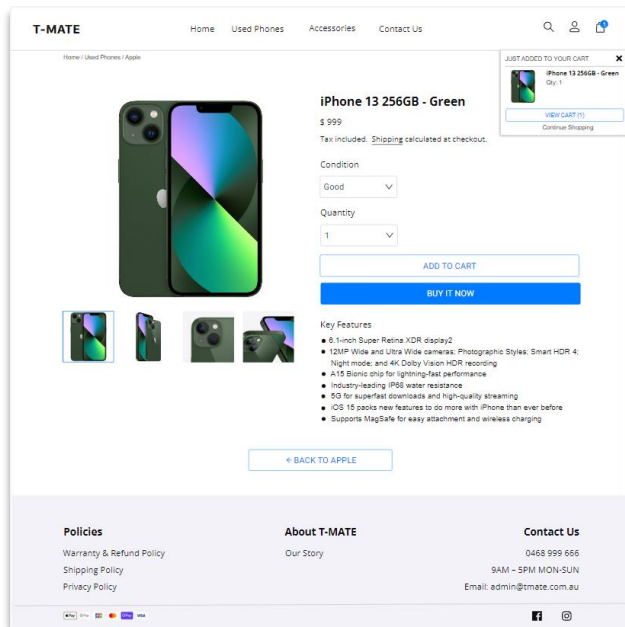 T-MATE
Home Used Phones Accessories Contact Us
1
Home / Used Phones / Apple
JUST ADDED TO YOUR CART
iPhone 13 256GB - Green
Qty: 1
VIEW CART (1)
Continue Shopping
iPhone 13 256GB - Green
$ 999
Tax included. Shipping calculated at checkout.
Condition
Good
Quantity
1
ADD TO CART
BUY IT NOW
Key Features
6.1-inch Super Retina XDR display2
12MP Wide and Ultra Wide cameras; Photographic Styles; Smart HDR 4;
Night mode; and 4K Dolby Vision HDR recording
A15 Bionic chip for lightning-fast performance
Industry-leading IP68 water resistance
5G for superfast downloads and high-quality streaming
iOS 15 packs new features to do more with iPhone than ever before
Supports MagSafe for easy attachment and wireless charging
← BACK TO APPLE
Policies
Warranty & Refund Policy
Shipping Policy
Privacy Policy
About T-MATE
Our Story
Contact Us
0468 999 666
9AM – 5PM MON-SUN
Email: admin@tmate.com.au
VISA